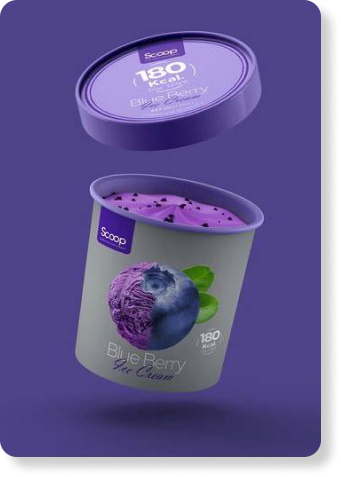 Scoop
180
Kcal.
Blue Berry
Ice Cream
Scoop
180
Kcal
Blue Berry
Ice Cream